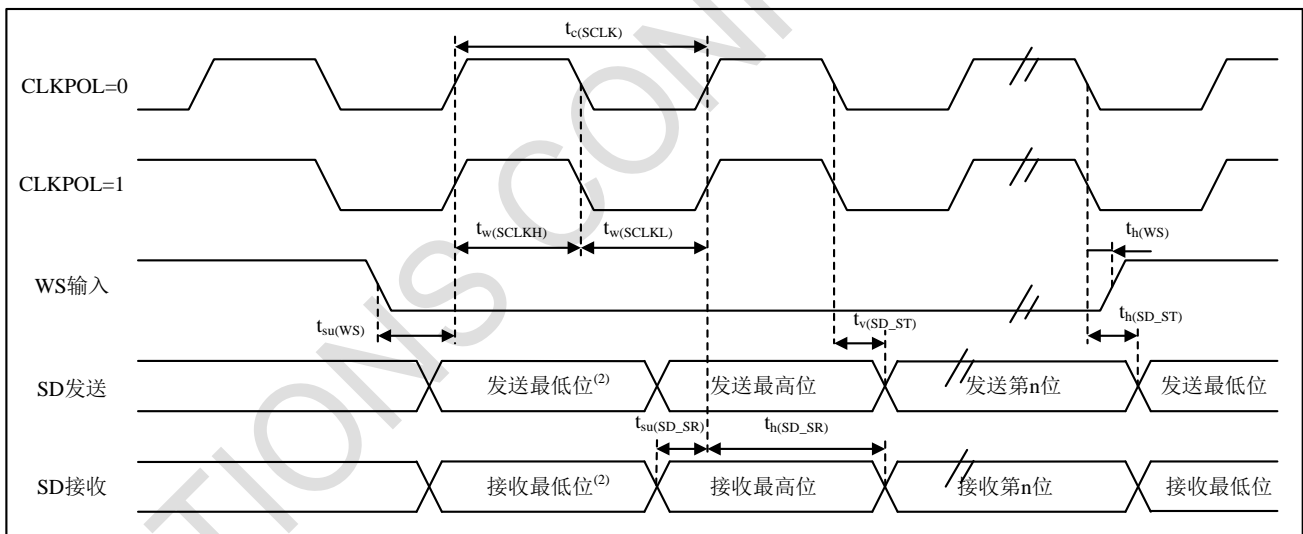 TIONS CONF
t_c(SCLK)
CLKPOL=0
CLKPOL=1
t_w(SCLKH) t_w(SCLKL)
t_h(WS)
WS输入
t_su(WS)
t_v(SD_ST)
t_h(SD_ST)
SD发送 发送最低位(2) 发送最高位 发送第n位 发送最低位
t_su(SD_SR) t_h(SD_SR)
SD接收 接收最低位(2) 接收最高位 接收第n位 接收最低位